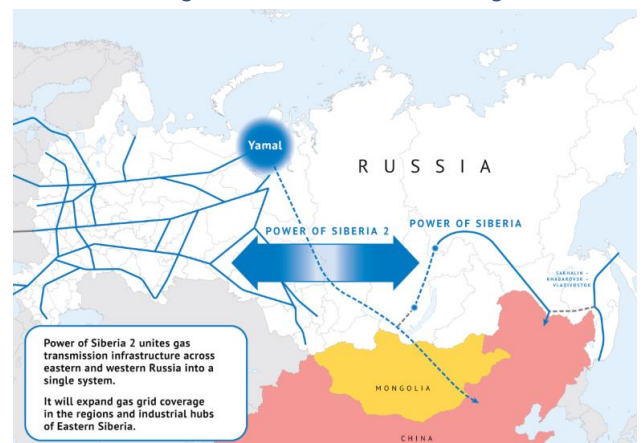 Yamal
RUSSIA
POWER OF SIBERIA 2
POWER OF SIBERIA
SAKHALIN –
KHABAROVSK –
VLADIVOSTOK
Power of Siberia 2 unites gas
transmission infrastructure across
eastern and western Russia into a
single system.
It will expand gas grid coverage
in the regions and industrial hubs
of Eastern Siberia.
MONGOLIA
CHINA